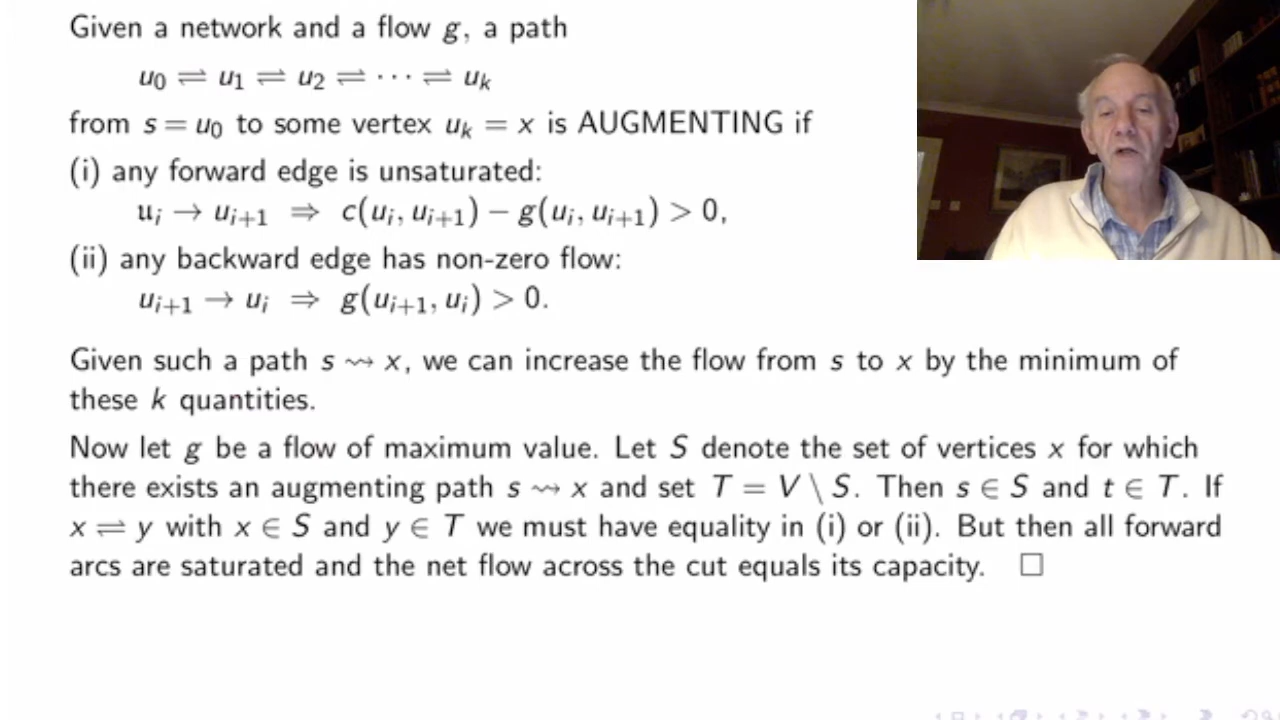 Given a network and a flow g, a path
u₀ ⇌ u₁ ⇌ u₂ ⇌ ⋯ ⇌ uₖ
from s = u₀ to some vertex uₖ = x is AUGMENTING if
(i) any forward edge is unsaturated:
uᵢ → uᵢ₊₁ ⇒ c(uᵢ, uᵢ₊₁) − g(uᵢ, uᵢ₊₁) > 0,
(ii) any backward edge has non-zero flow:
uᵢ₊₁ → uᵢ ⇒ g(uᵢ₊₁, uᵢ) > 0.
Given such a path s ⇝ x, we can increase the flow from s to x by the minimum of
these k quantities.
Now let g be a flow of maximum value. Let S denote the set of vertices x for which
there exists an augmenting path s ⇝ x and set T = V \ S. Then s ∈ S and t ∈ T. If
x ⇌ y with x ∈ S and y ∈ T we must have equality in (i) or (ii). But then all forward
arcs are saturated and the net flow across the cut equals its capacity. □